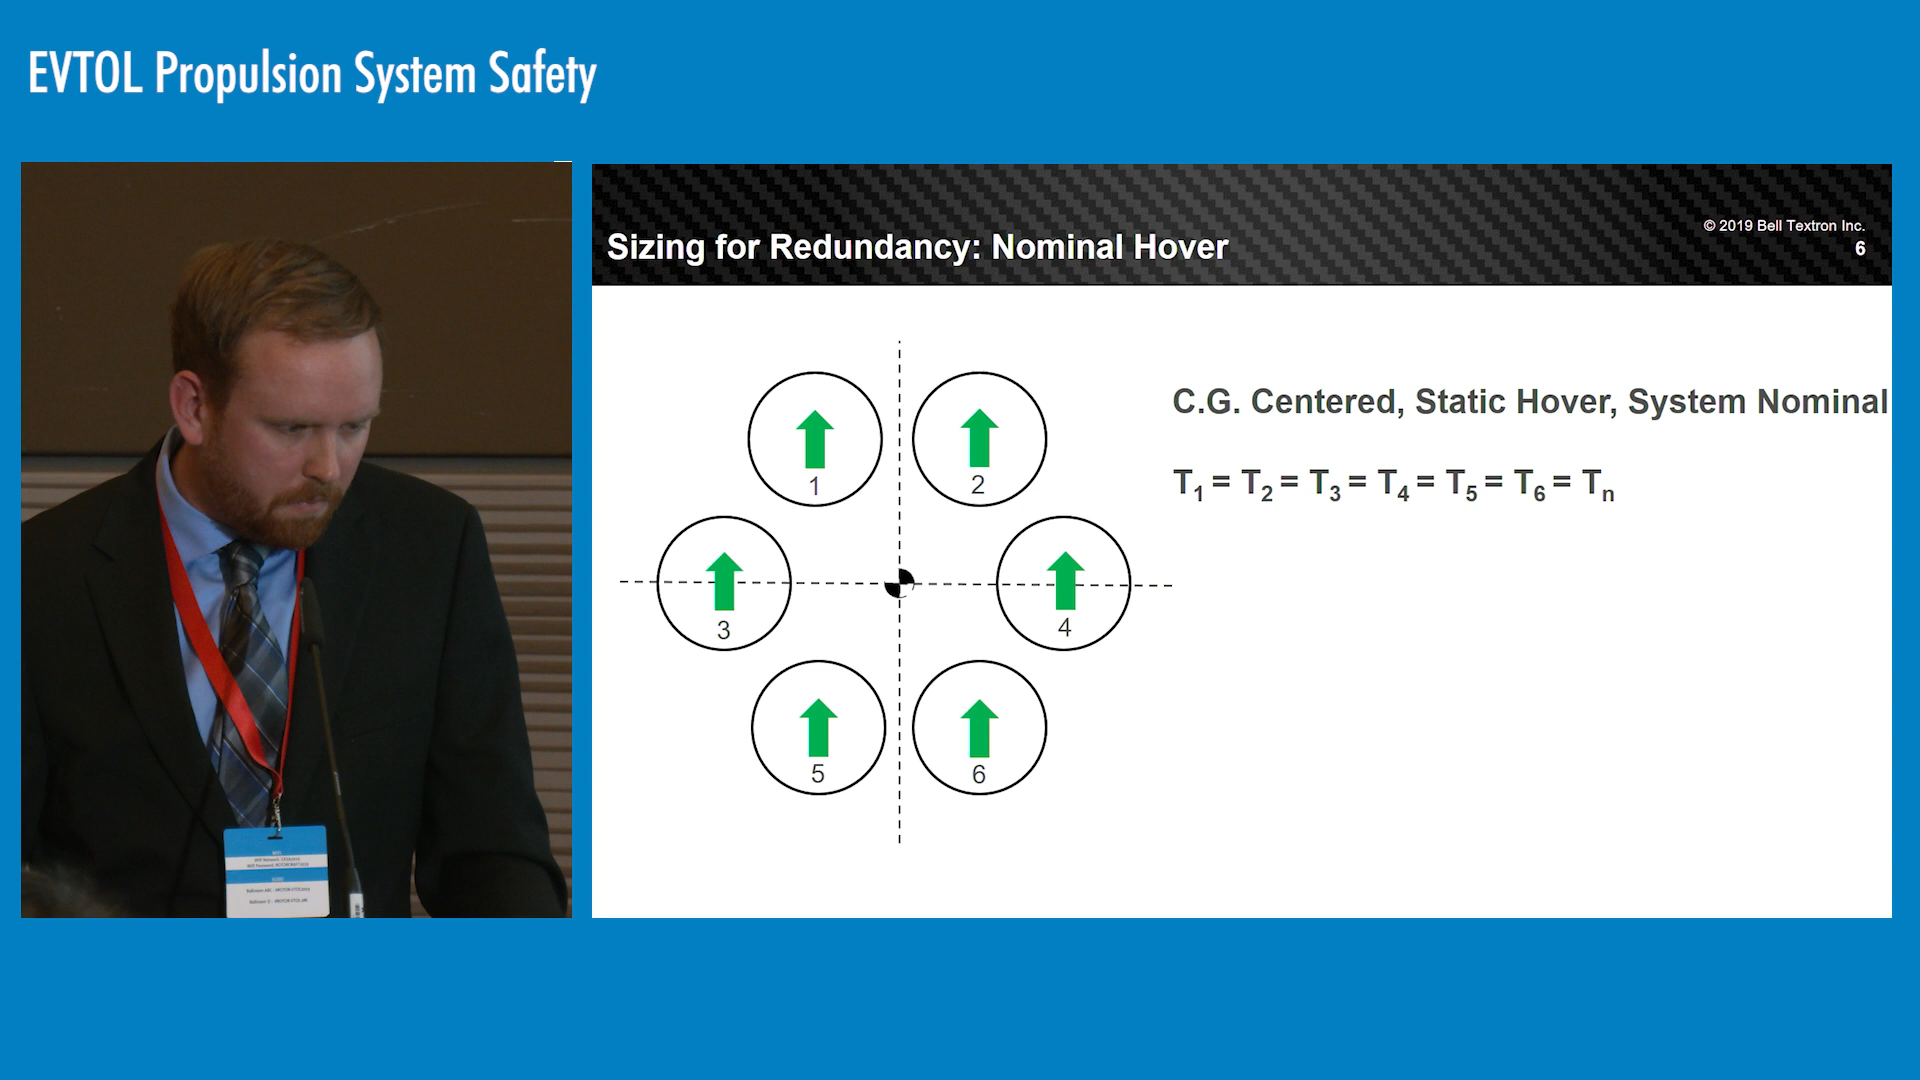 EVTOL Propulsion System Safety
© 2019 Bell Textron Inc.
Sizing for Redundancy: Nominal Hover
6
C.G. Centered, Static Hover, System Nominal
T1 = T2 = T3 = T4 = T5 = T6 = Tn
1
2
3
4
5
6